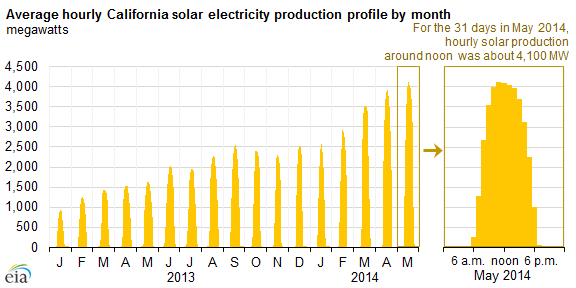 Average hourly California solar electricity production profile by month
megawatts
For the 31 days in May 2014,
hourly solar production
around noon was about 4,100 MW
4,500
4,000
3,500
3,000
2,500
2,000
1,500
1,000
500
0
J F M A M J J A S O N D J F M A M
2013 2014
6 a.m. noon 6 p.m.
May 2014
eia